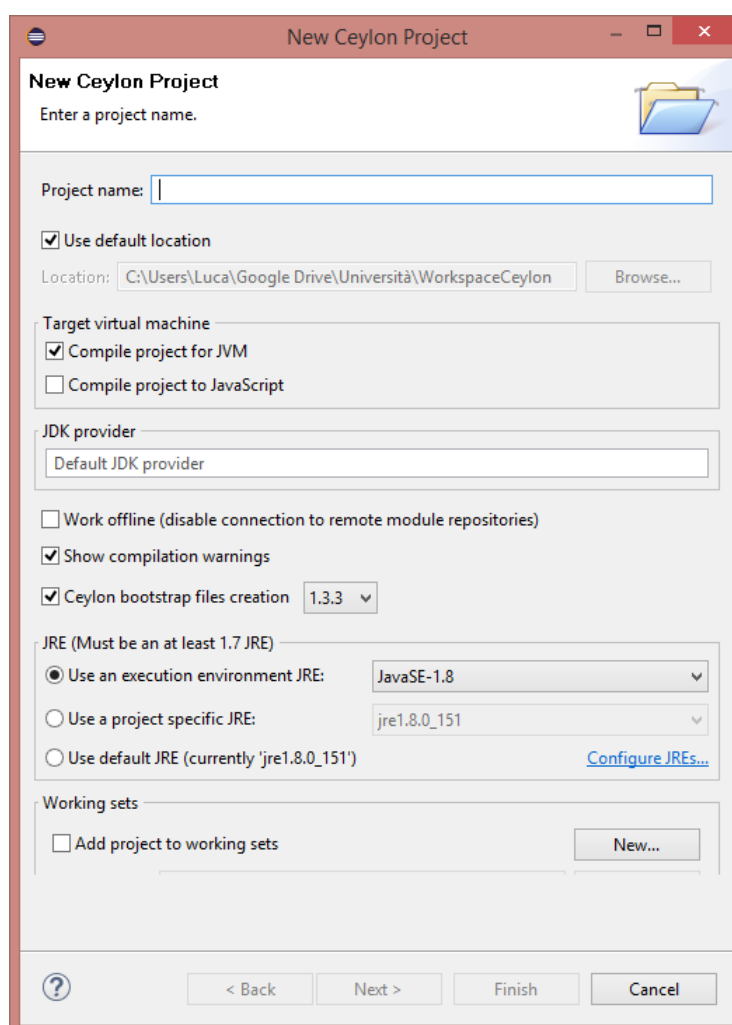 New Ceylon Project
New Ceylon Project
Enter a project name.
Project name:
Use default location
Location: C:\Users\Luca\Google Drive\Università\WorkspaceCeylon Browse...
Target virtual machine
Compile project for JVM
Compile project to JavaScript
JDK provider
Default JDK provider
Work offline (disable connection to remote module repositories)
Show compilation warnings
Ceylon bootstrap files creation 1.3.3
JRE (Must be an at least 1.7 JRE)
Use an execution environment JRE: JavaSE-1.8
Use a project specific JRE: jre1.8.0_151
Use default JRE (currently 'jre1.8.0_151') Configure JREs...
Working sets
Add project to working sets New...
? < Back Next > Finish Cancel